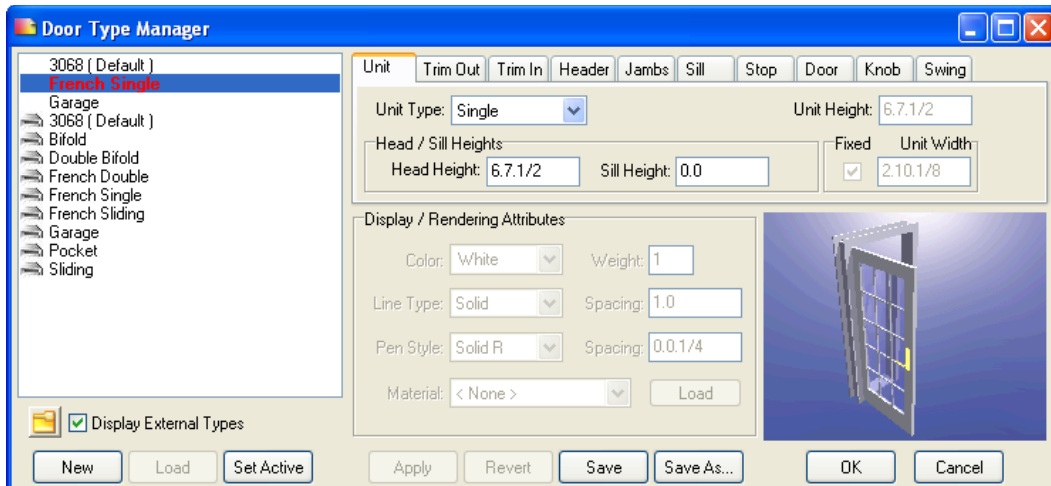 Door Type Manager
3068 ( Default )
French Single
Garage
3068 ( Default )
Bifold
Double Bifold
French Double
French Single
French Sliding
Garage
Pocket
Sliding
Display External Types
New Load Set Active
Unit Trim Out Trim In Header Jambs Sill Stop Door Knob Swing
Unit Type: Single Unit Height: 6.7.1/2
Head / Sill Heights Fixed Unit Width
Head Height: 6.7.1/2 Sill Height: 0.0 2.10.1/8
Display / Rendering Attributes
Color: White Weight: 1
Line Type: Solid Spacing: 1.0
Pen Style: Solid R Spacing: 0.0.1/4
Material: < None > Load
Apply Revert Save Save As... OK Cancel